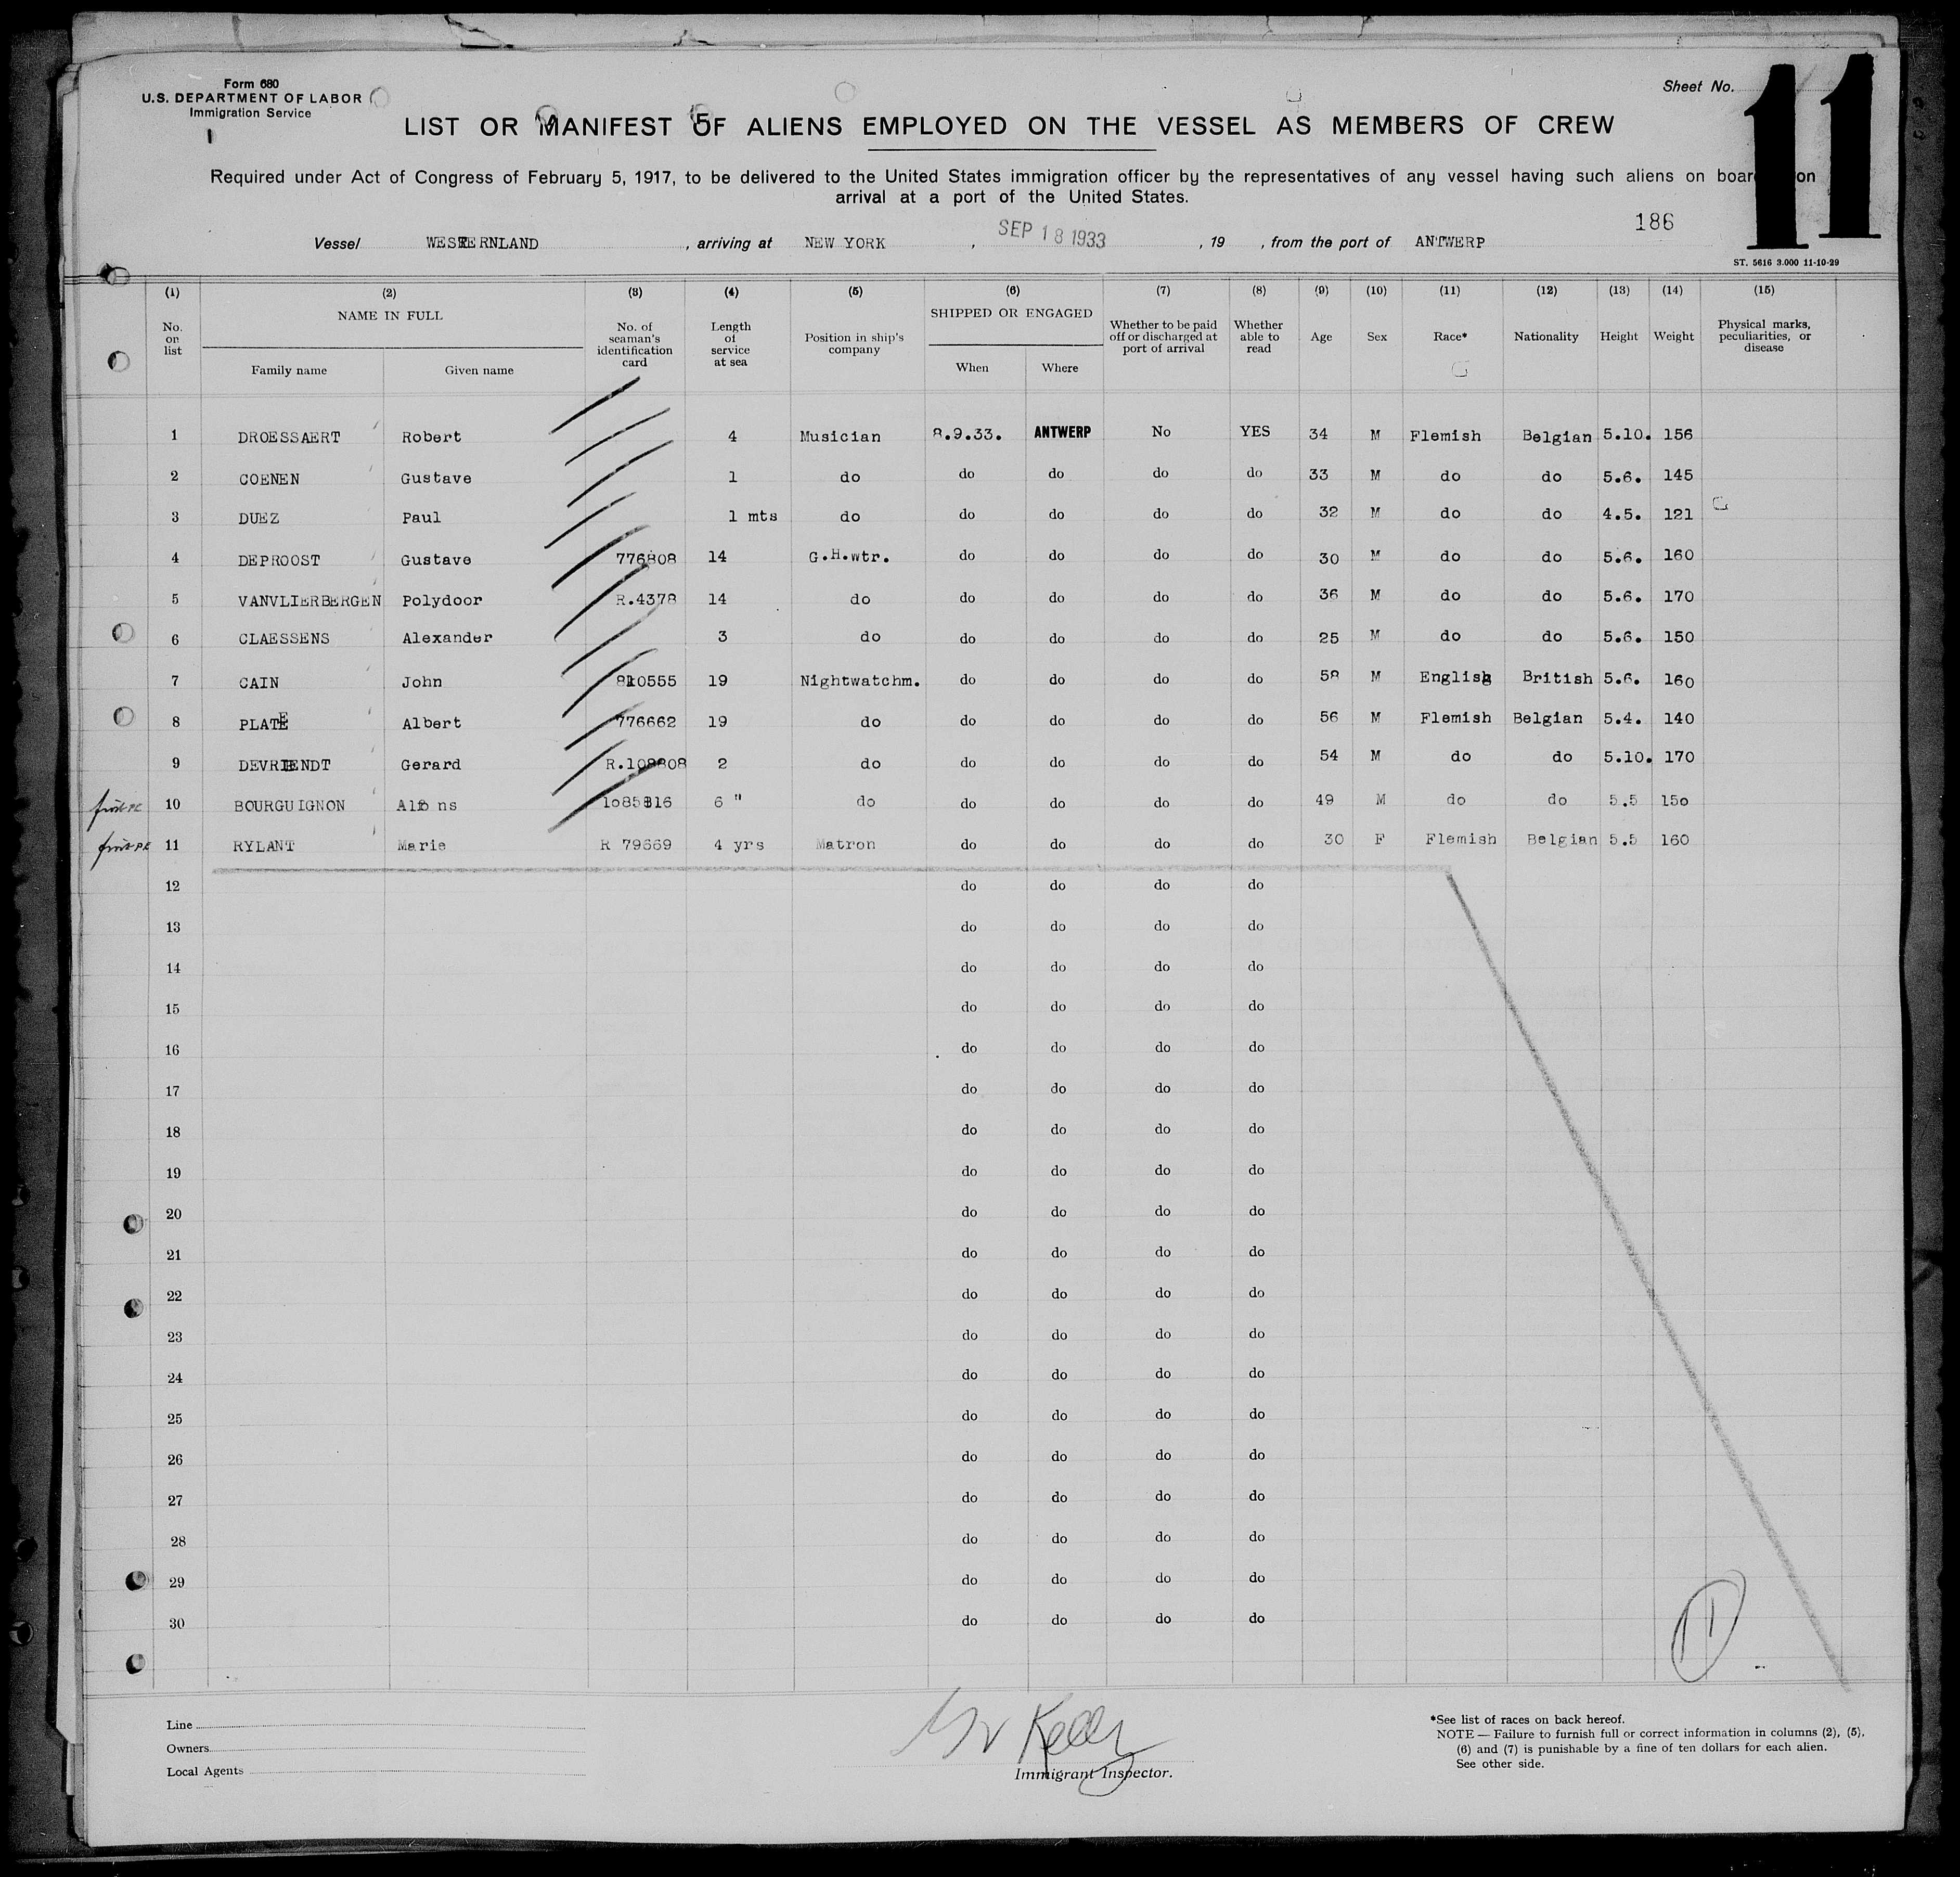 Form 680
U.S. DEPARTMENT OF LABOR
Immigration Service
Sheet No.
11
LIST OR MANIFEST OF ALIENS EMPLOYED ON THE VESSEL AS MEMBERS OF CREW
Required under Act of Congress of February 5, 1917, to be delivered to the United States immigration officer by the representatives of any vessel having such aliens on board upon
arrival at a port of the United States.
186
Vessel WESTERNLAND, arriving at NEW YORK, SEP 18 1933, 19 , from the port of ANTWERP
ST. 5616 3.000 11-10-29
(1) (2) (3) (4) (5) (6) (7) (8) (9) (10) (11) (12) (13) (14) (15)
No. on list NAME IN FULL Family name Given name No. of seaman's identification card Length of service at sea Position in ship's company SHIPPED OR ENGAGED When Where Whether to be paid off or discharged at port of arrival Whether able to read Age Sex Race* Nationality Height Weight Physical marks, peculiarities, or disease
1 DROESSAERT Robert 4 Musician 8.9.33. ANTWERP No YES 34 M Flemish Belgian 5.10. 156
2 COENEN Gustave 1 do do do do do 33 M do do 5.6. 145
3 DUEZ Paul 1 mts do do do do do 32 M do do 4.5. 121
4 DEPROOST Gustave 776808 14 G.H.wtr. do do do do 30 M do do 5.6. 160
5 VANVLIERBERGEN Polydoor R.4378 14 do do do do do 36 M do do 5.6. 170
6 CLAESSENS Alexander 3 do do do do do 25 M do do 5.6. 150
7 CAIN John 810555 19 Nightwatchm. do do do do 58 M English British 5.6. 160
8 PLATE Albert 776662 19 do do do do do 56 M Flemish Belgian 5.4. 140
9 DEVRIENDT Gerard R.108808 2 do do do do do 54 M do do 5.10. 170
10 BOURGUIGNON Alfons 6 " do do do do do 49 M do do 5.5 150
11 RYLANT Marie R 79669 4 yrs Matron do do do do 30 F Flemish Belgian 5.5 160
12 do do do do
13 do do do do
14 do do do do
15 do do do do
16 do do do do
17 do do do do
18 do do do do
19 do do do do
20 do do do do
21 do do do do
22 do do do do
23 do do do do
24 do do do do
25 do do do do
26 do do do do
27 do do do do
28 do do do do
29 do do do do
30 do do do do
11
Line
Owners
Local Agents
Kelly
Immigrant Inspector.
*See list of races on back hereof.
NOTE — Failure to furnish full or correct information in columns (2), (5),
(6) and (7) is punishable by a fine of ten dollars for each alien.
See other side.